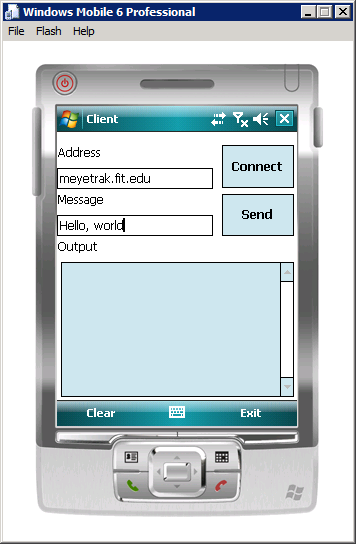 Windows Mobile 6 Professional
File Flash Help
Client
Address
meyetrak.fit.edu
Connect
Message
Hello, world
Send
Output
Clear Exit